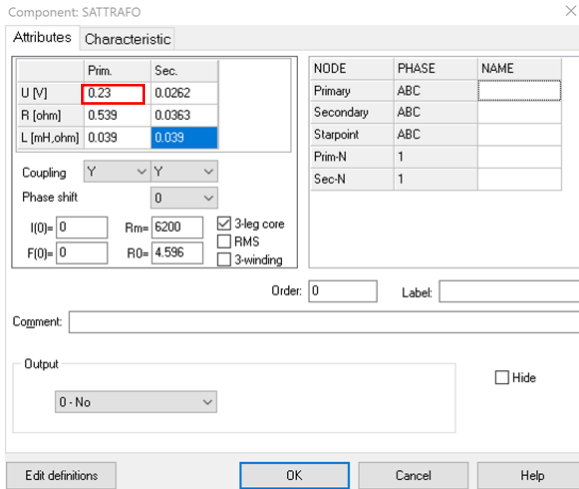 Component: SATTRAFO
Attributes Characteristic
Prim. Sec.
U [V] 0.23 0.0262
R [ohm] 0.539 0.0363
L [mH,ohm] 0.039 0.039
Coupling Y Y
Phase shift 0
I(0)= 0 Rm= 6200
F(0)= 0 R0= 4.596
3-leg core
RMS
3-winding
NODE PHASE NAME
Primary ABC
Secondary ABC
Starpoint ABC
Prim-N 1
Sec-N 1
Order: 0 Label:
Comment:
Output
0 - No
Hide
Edit definitions OK Cancel Help